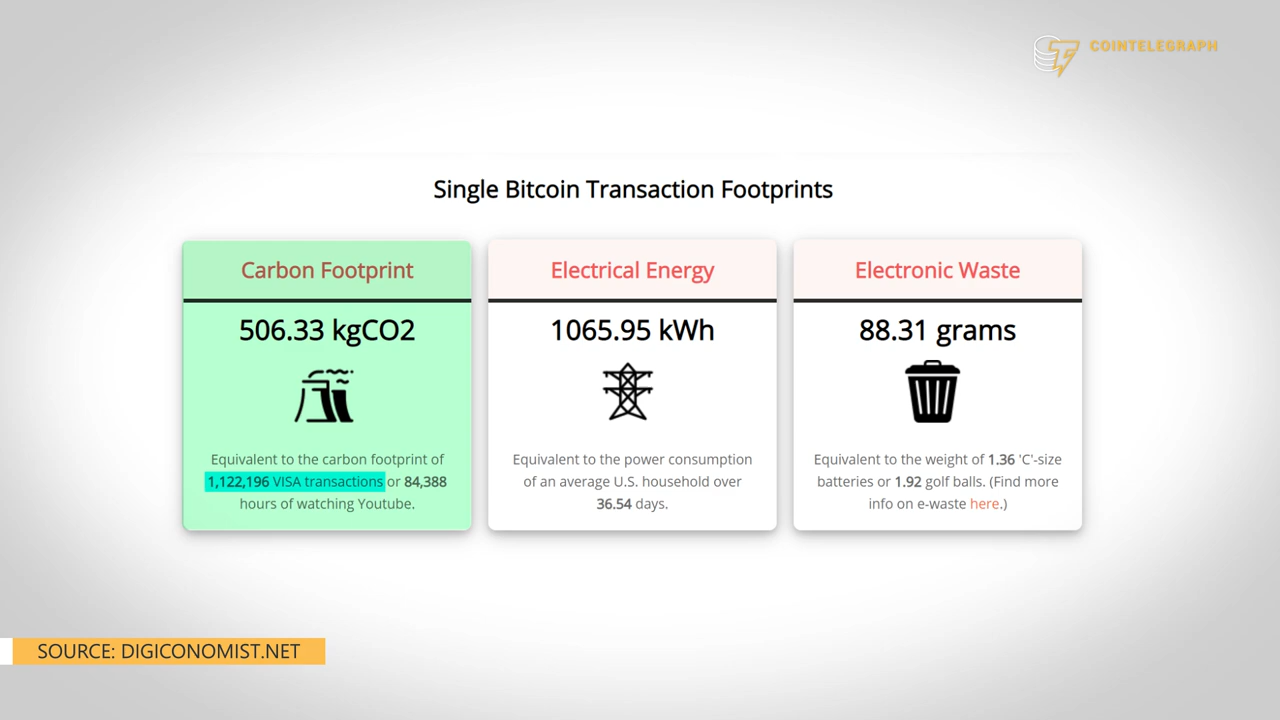 COINTELEGRAPH
Single Bitcoin Transaction Footprints
Carbon Footprint
506.33 kgCO2
Equivalent to the carbon footprint of
1,122,196 VISA transactions or 84,388
hours of watching Youtube.
Electrical Energy
1065.95 kWh
Equivalent to the power consumption
of an average U.S. household over
36.54 days.
Electronic Waste
88.31 grams
Equivalent to the weight of 1.36 'C'-size
batteries or 1.92 golf balls. (Find more
info on e-waste here.)
SOURCE: DIGICONOMIST.NET